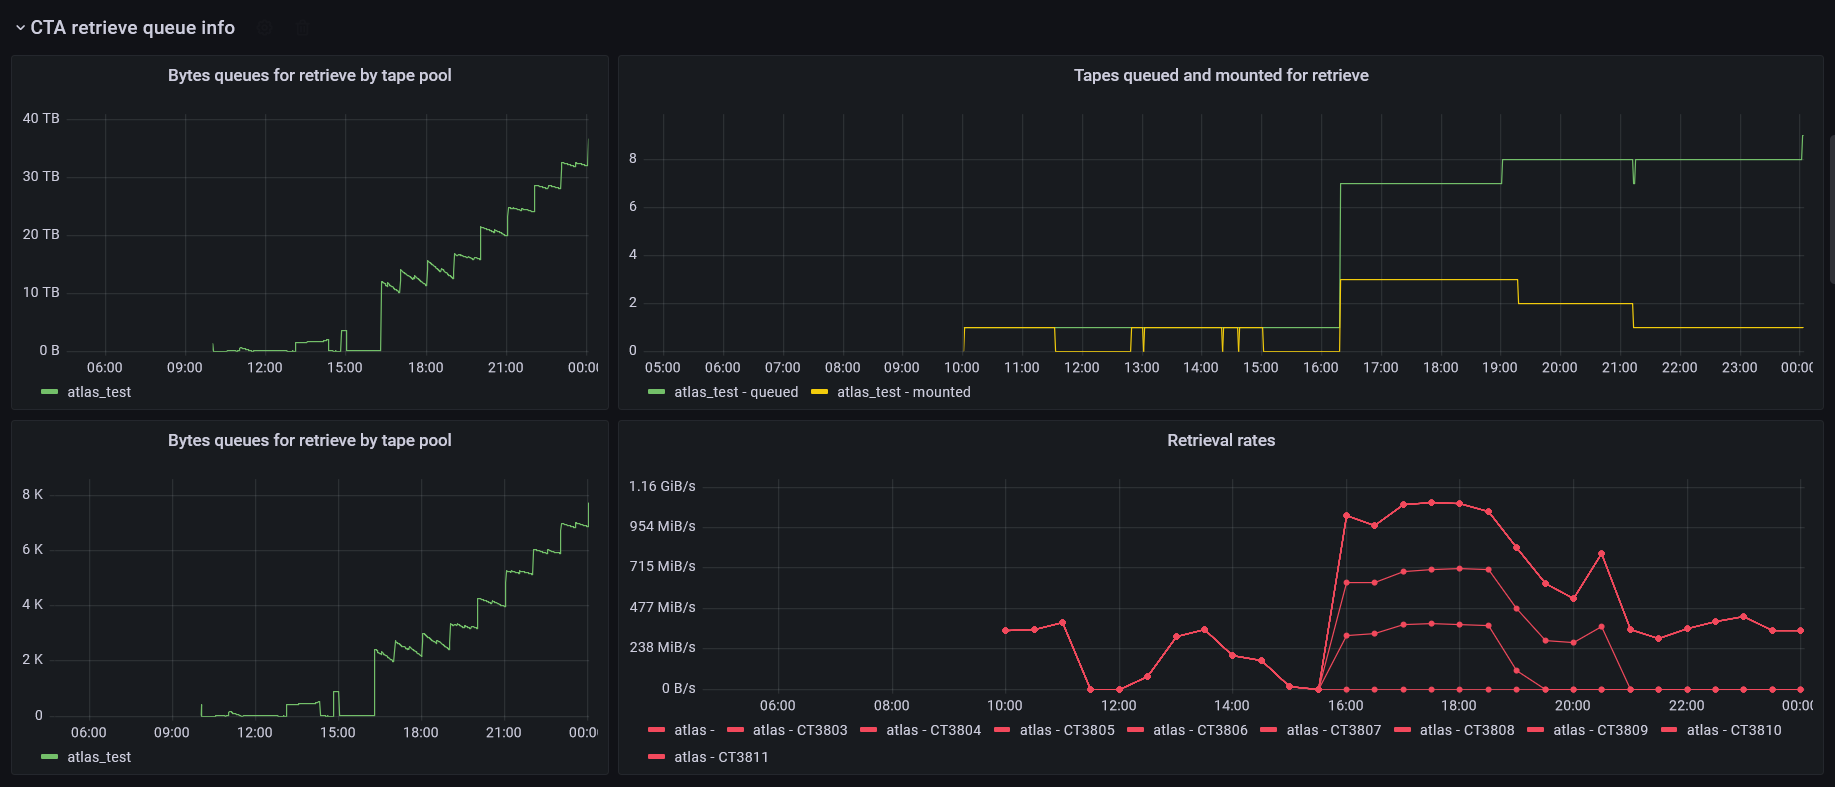 CTA retrieve queue info
Bytes queues for retrieve by tape pool
40 TB
30 TB
20 TB
10 TB
0 B
06:00 09:00 12:00 15:00 18:00 21:00 00:00
atlas_test
Tapes queued and mounted for retrieve
8
6
4
2
0
05:00 06:00 07:00 08:00 09:00 10:00 11:00 12:00 13:00 14:00 15:00 16:00 17:00 18:00 19:00 20:00 21:00 22:00 23:00 00:00
atlas_test - queued atlas_test - mounted
Bytes queues for retrieve by tape pool
8 K
6 K
4 K
2 K
0
06:00 09:00 12:00 15:00 18:00 21:00 00:00
atlas_test
Retrieval rates
1.16 GiB/s
954 MiB/s
715 MiB/s
477 MiB/s
238 MiB/s
0 B/s
06:00 08:00 10:00 12:00 14:00 16:00 18:00 20:00 22:00 00:00
atlas - atlas - CT3803 atlas - CT3804 atlas - CT3805 atlas - CT3806 atlas - CT3807 atlas - CT3808 atlas - CT3809 atlas - CT3810
atlas - CT3811